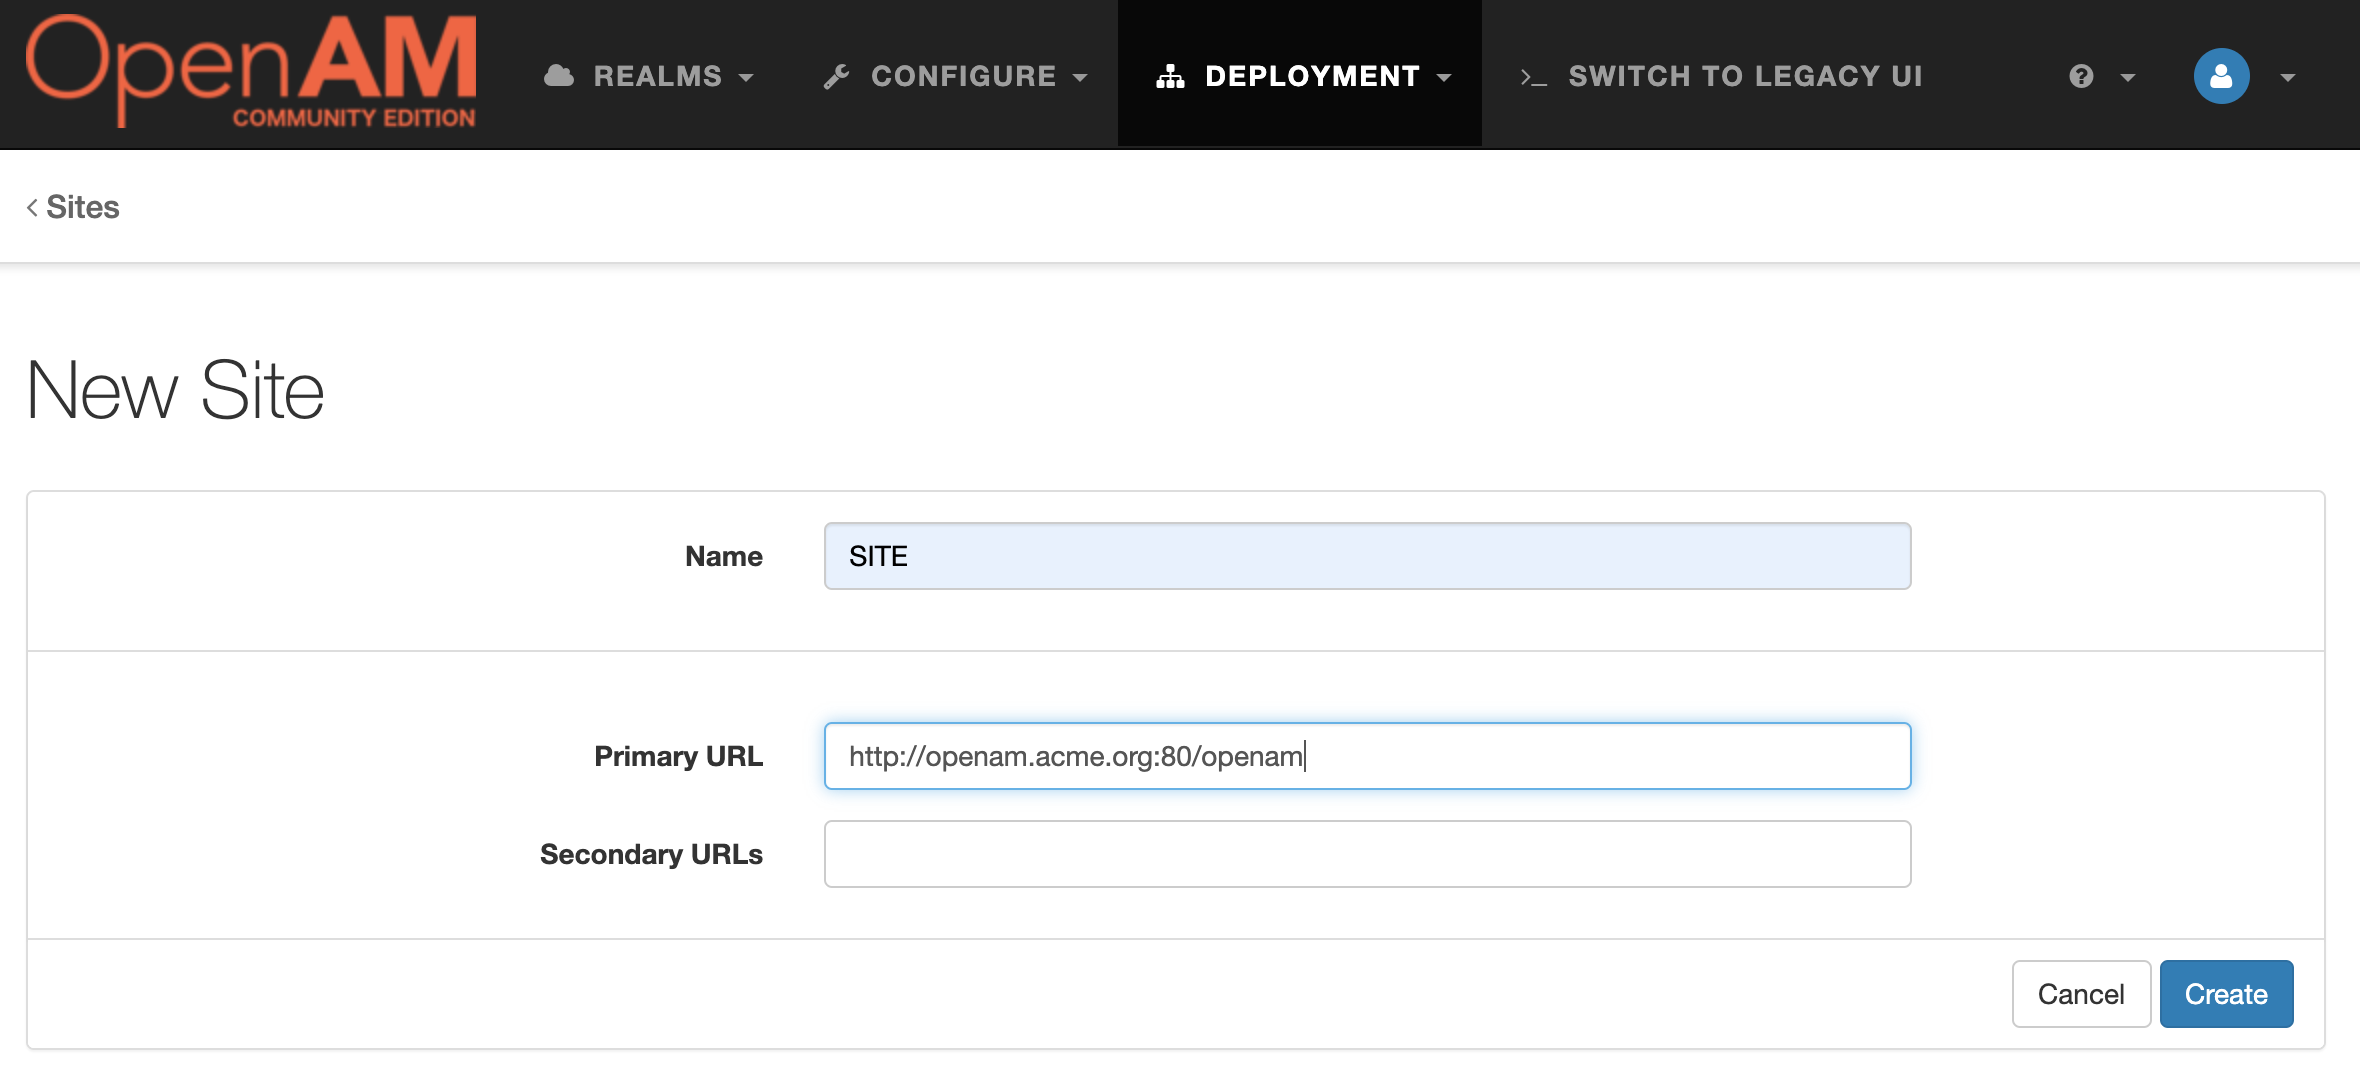 OpenAM
COMMUNITY EDITION
REALMS
CONFIGURE
DEPLOYMENT
>_ SWITCH TO LEGACY UI
?
< Sites
New Site
Name
SITE
Primary URL
http://openam.acme.org:80/openam
Secondary URLs
Cancel
Create